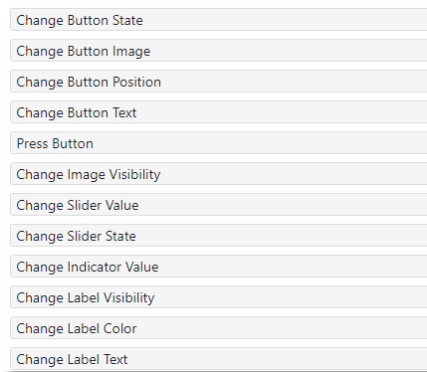 Change Button State
Change Button Image
Change Button Position
Change Button Text
Press Button
Change Image Visibility
Change Slider Value
Change Slider State
Change Indicator Value
Change Label Visibility
Change Label Color
Change Label Text